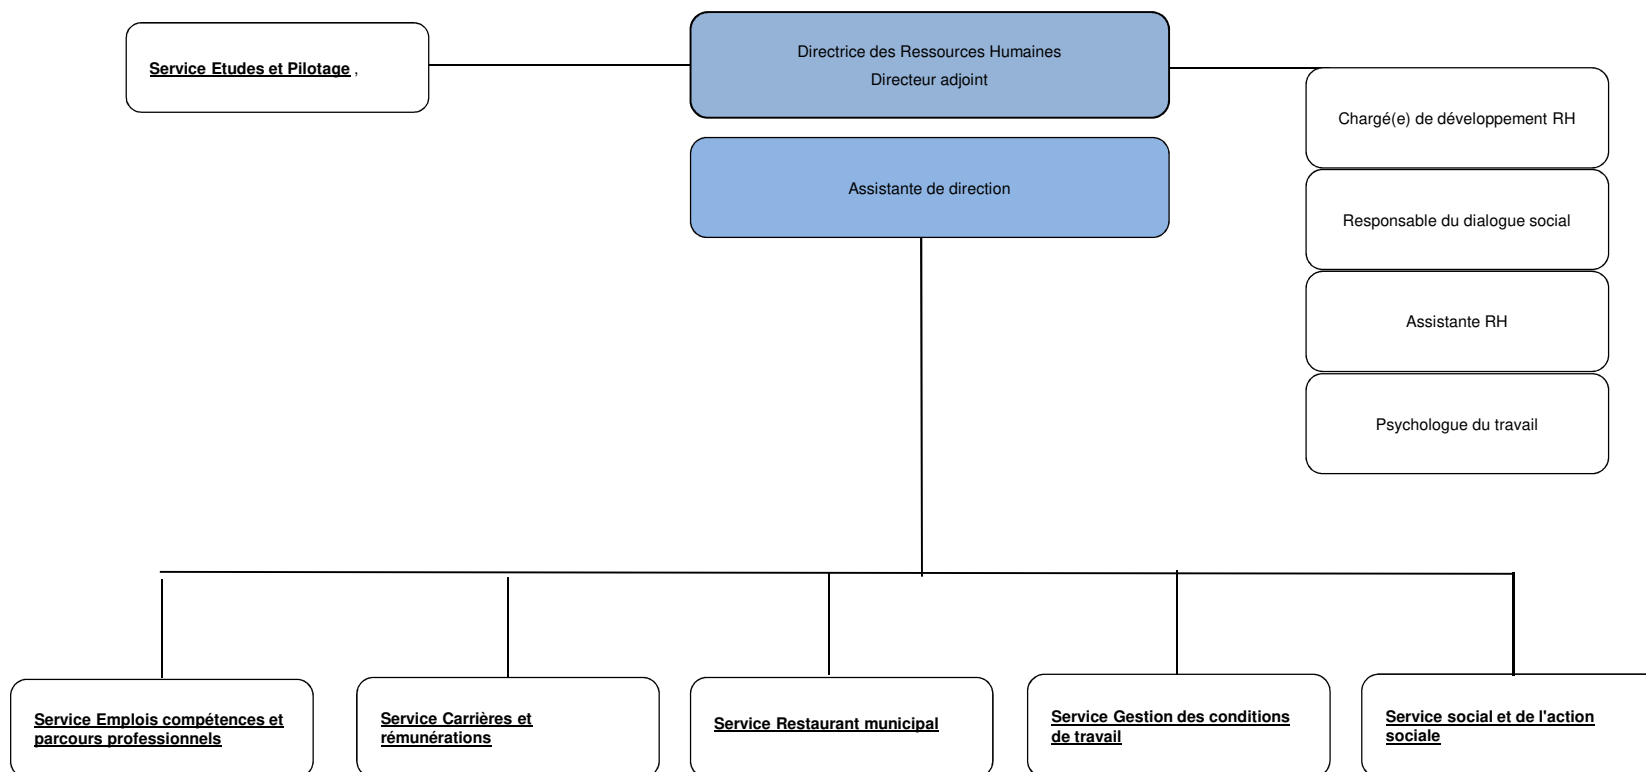 Service Etudes et Pilotage ,
Directrice des Ressources Humaines
Directeur adjoint
Assistante de direction
Chargé(e) de développement RH
Responsable du dialogue social
Assistante RH
Psychologue du travail
Service Emplois compétences et
parcours professionnels
Service Carrières et
rémunérations
Service Restaurant municipal
Service Gestion des conditions
de travail
Service social et de l'action
sociale